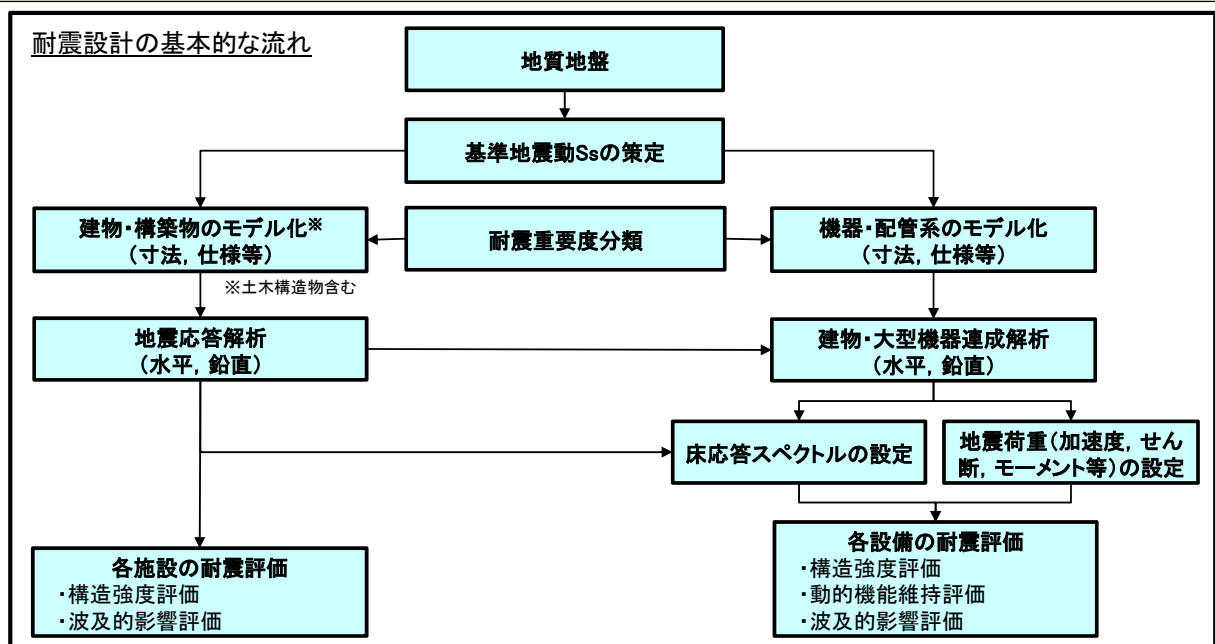 耐震設計の基本的な流れ
地質地盤
基準地震動Ssの策定
建物・構築物のモデル化※
（寸法，仕様等）
耐震重要度分類
機器・配管系のモデル化
（寸法，仕様等）
※土木構造物含む
地震応答解析
（水平，鉛直）
建物・大型機器連成解析
（水平，鉛直）
床応答スペクトルの設定
地震荷重（加速度，せん
断，モーメント等）の設定
各施設の耐震評価
・構造強度評価
・波及的影響評価
各設備の耐震評価
・構造強度評価
・動的機能維持評価
・波及的影響評価